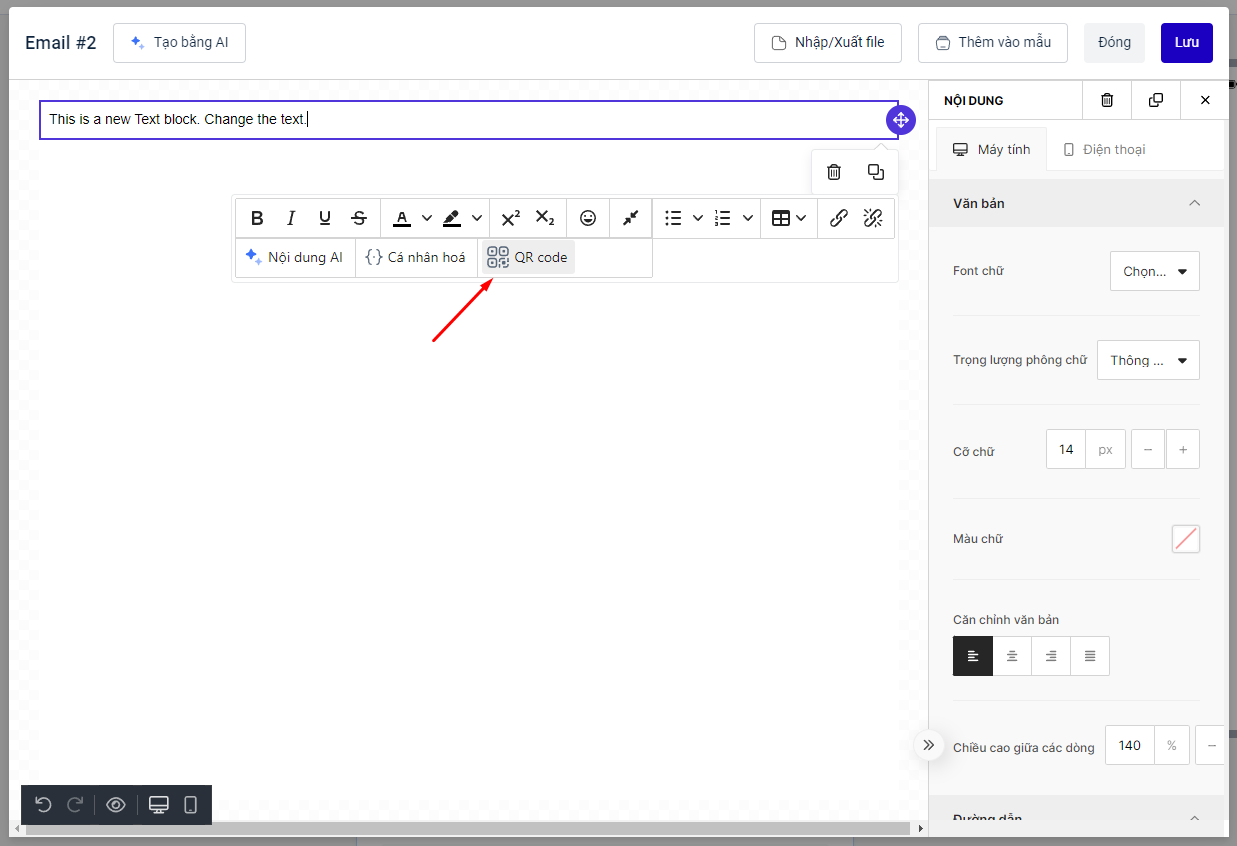 Email #2
Tạo bằng AI
Nhập/Xuất file
Thêm vào mẫu
Đóng
Lưu
This is a new Text block. Change the text.
NỘI DUNG
Máy tính
Điện thoại
Văn bản
B I U S A X² X₂
Nội dung AI
{·} Cá nhân hoá
QR code
Font chữ
Chọn...
Trọng lượng phông chữ
Thông ...
Cỡ chữ
14 px − +
Màu chữ
Căn chỉnh văn bản
Chiều cao giữa các dòng
140 % −
Đường dẫn